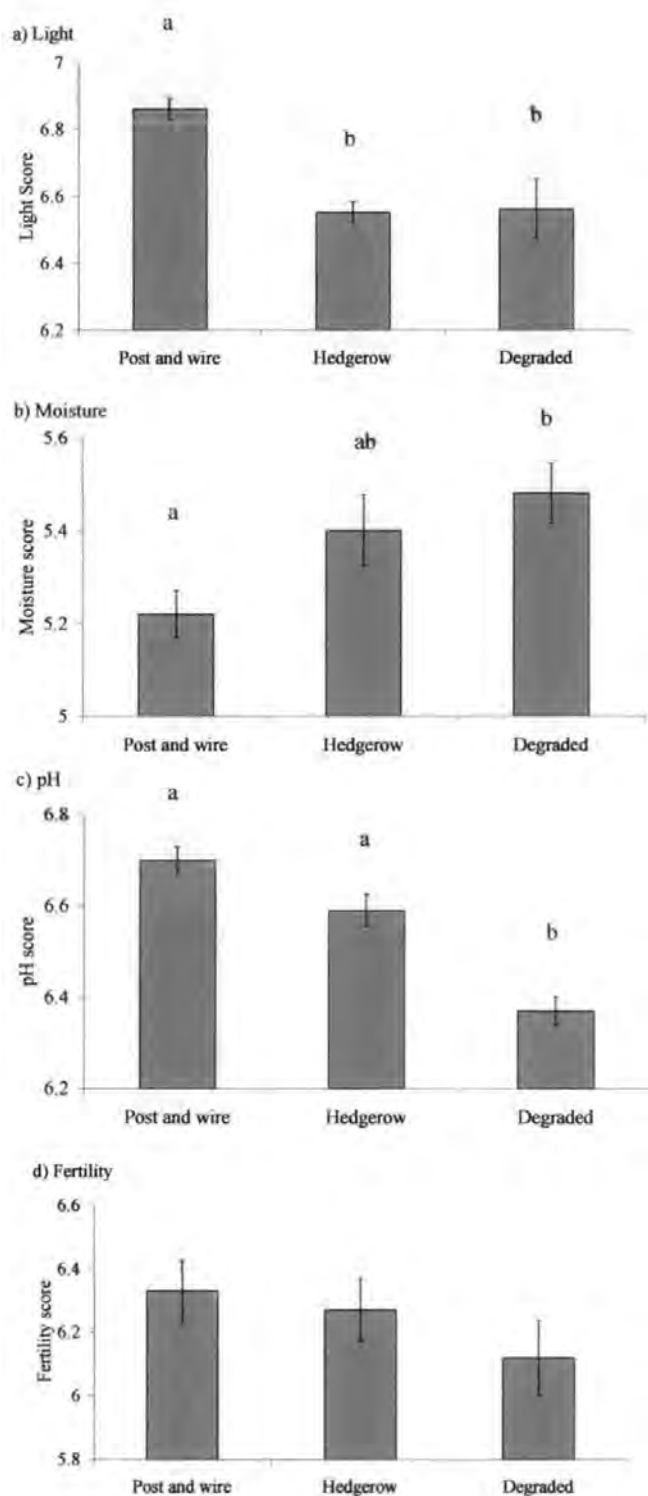 a
a) Light
7
b
6.8
b
Light Score
6.6
6.4
6.2
Post and wire Hedgerow Degraded
b) Moisture
b
5.6
ab
a
5.4
Moisture score
5.2
5
Post and wire Hedgerow Degraded
c) pH
a
6.8
a
pH score
6.6
b
6.4
6.2
Post and wire Hedgerow Degraded
d) Fertility
6.6
6.4
Fertility score
6.2
6
5.8
Post and wire Hedgerow Degraded